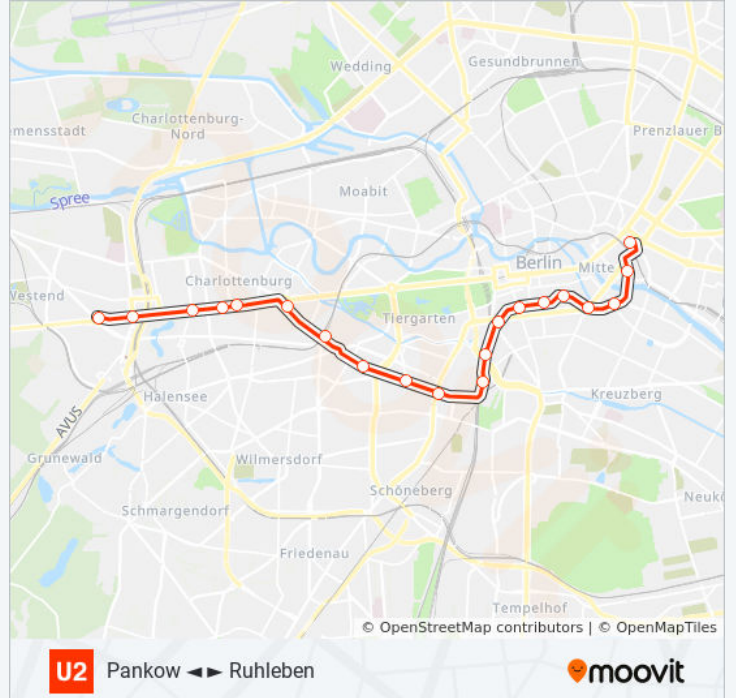 Wedding
Gesundbrunnen
Charlottenburg-
Nord
emensstadt
Prenzlauer B
Moabit
Spree
Berlin
Mitte
Charlottenburg
Westend
Tiergarten
Kreuzberg
Halensee
AVUS
Grunewald
Wilmersdorf
Schöneberg
Neukö
Schmargendorf
Friedenau
Tempelhof
© OpenStreetMap contributors | © OpenMapTiles
U2 Pankow ◄ ► Ruhleben
moovit